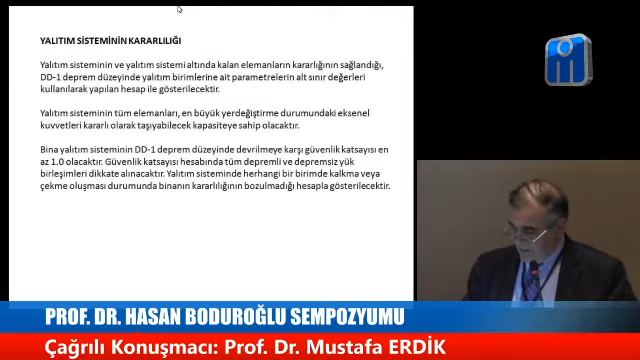 YALITIM SİSTEMİNİN KARARLILIĞI
Yalıtım sisteminin ve yalıtım sistemi altında kalan elemanların kararlığının sağlandığı,
DD-1 deprem düzeyinde yalıtım birimlerine ait parametrelerin alt sınır değerleri
kullanılarak yapılan hesap ile gösterilecektir.
Yalıtım sisteminin tüm elemanları, en büyük yerdeğiştirme durumundaki eksenel
kuvvetleri kararlı olarak taşıyabilecek kapasiteye sahip olacaktır.
Bina yalıtım sisteminin DD-1 deprem düzeyinde devrilmeye karşı güvenlik katsayısı en
az 1.0 olacaktır. Güvenlik katsayısı hesabında tüm depremli ve depremsiz yük
birleşimleri dikkate alınacaktır. Yalıtım sisteminde herhangi bir birimde kalkma veya
çekme oluşması durumunda binanın kararlılığının bozulmadığı hesapla gösterilecektir.
PROF. DR. HASAN BODUROĞLU SEMPOZYUMU
Çağrılı Konuşmacı: Prof. Dr. Mustafa ERDİK